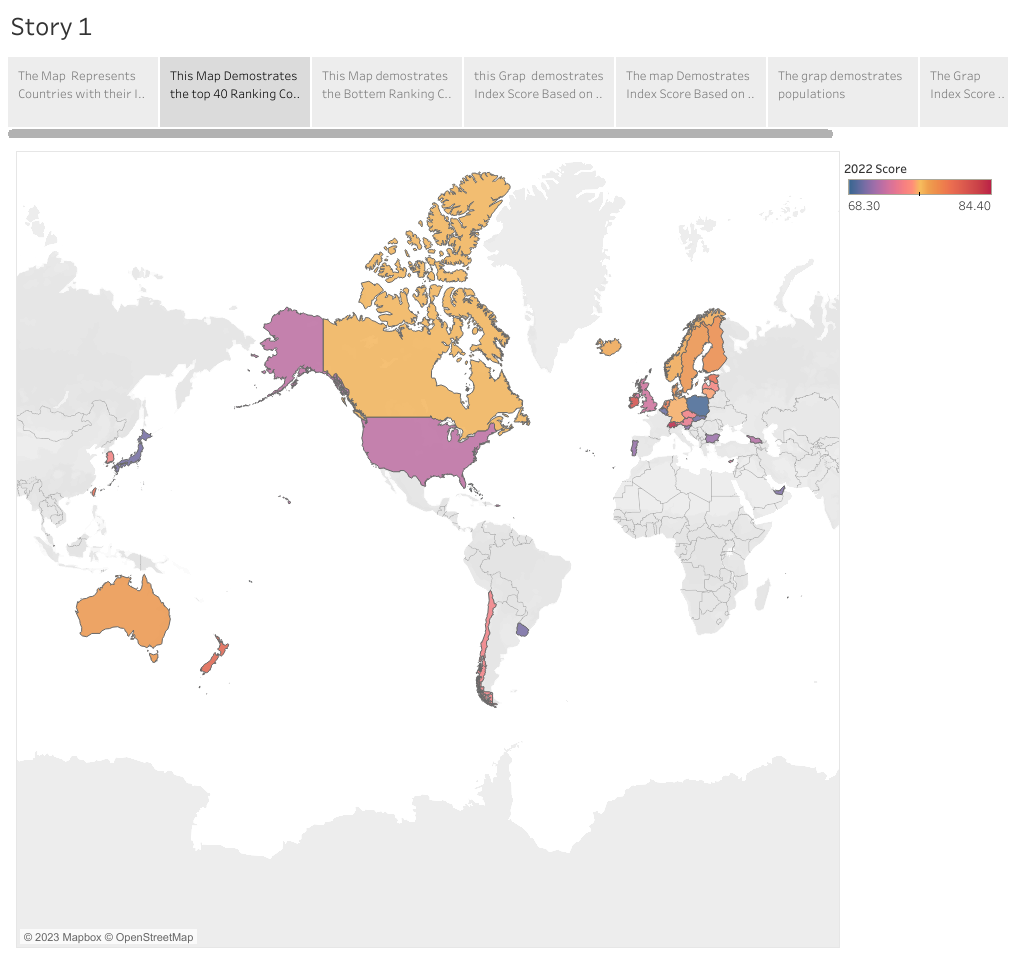 Story 1
The Map  Represents
Countries with their I..
This Map Demostrates
the top 40 Ranking Co..
This Map demostrates
the Bottem Ranking C..
this Grap  demostrates
Index Score Based on ..
The map Demostrates
Index Score Based on ..
The grap demostrates
populations
The Grap
Index Score ..
2022 Score
68.30 84.40
© 2023 Mapbox © OpenStreetMap